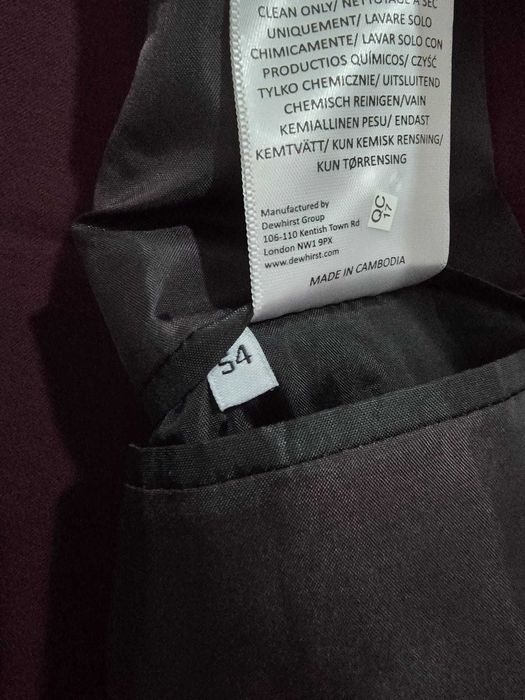 CLEAN ONLY/ NETTOYAGE A SEC
UNIQUEMENT/ LAVARE SOLO
CHIMICAMENTE/ LAVAR SOLO CON
PRODUCTIOS QUÍMICOS/ CZYŚĆ
TYLKO CHEMICZNIE/ UITSLUITEND
CHEMISCH REINIGEN/VAIN
KEMIALLINEN PESU/ ENDAST
KEMTVÄTT/ KUN KEMISK RENSNING/
KUN TØRRENSING
Manufactured by
Dewhirst Group
106-110 Kentish Town Rd
London NW1 9PX
www.dewhirst.com
QC
17
MADE IN CAMBODIA
54